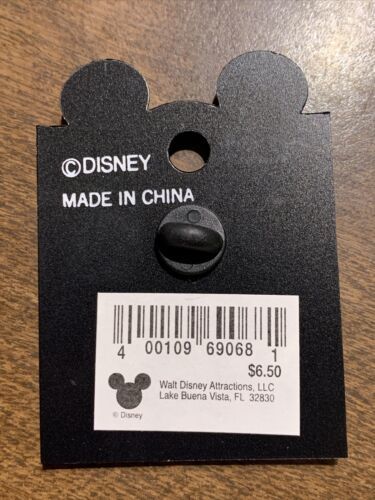 ©DISNEY
MADE IN CHINA
4 00109 69068 1
$6.50
Walt Disney Attractions, LLC
Lake Buena Vista, FL 32830
© Disney